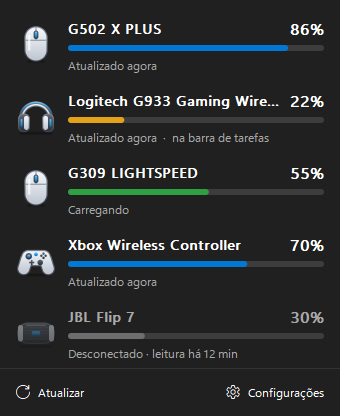 G502 X PLUS 86%
Atualizado agora
Logitech G933 Gaming Wire... 22%
Atualizado agora · na barra de tarefas
G309 LIGHTSPEED 55%
Carregando
Xbox Wireless Controller 70%
Atualizado agora
JBL Flip 7 30%
Desconectado · leitura há 12 min
Atualizar Configurações